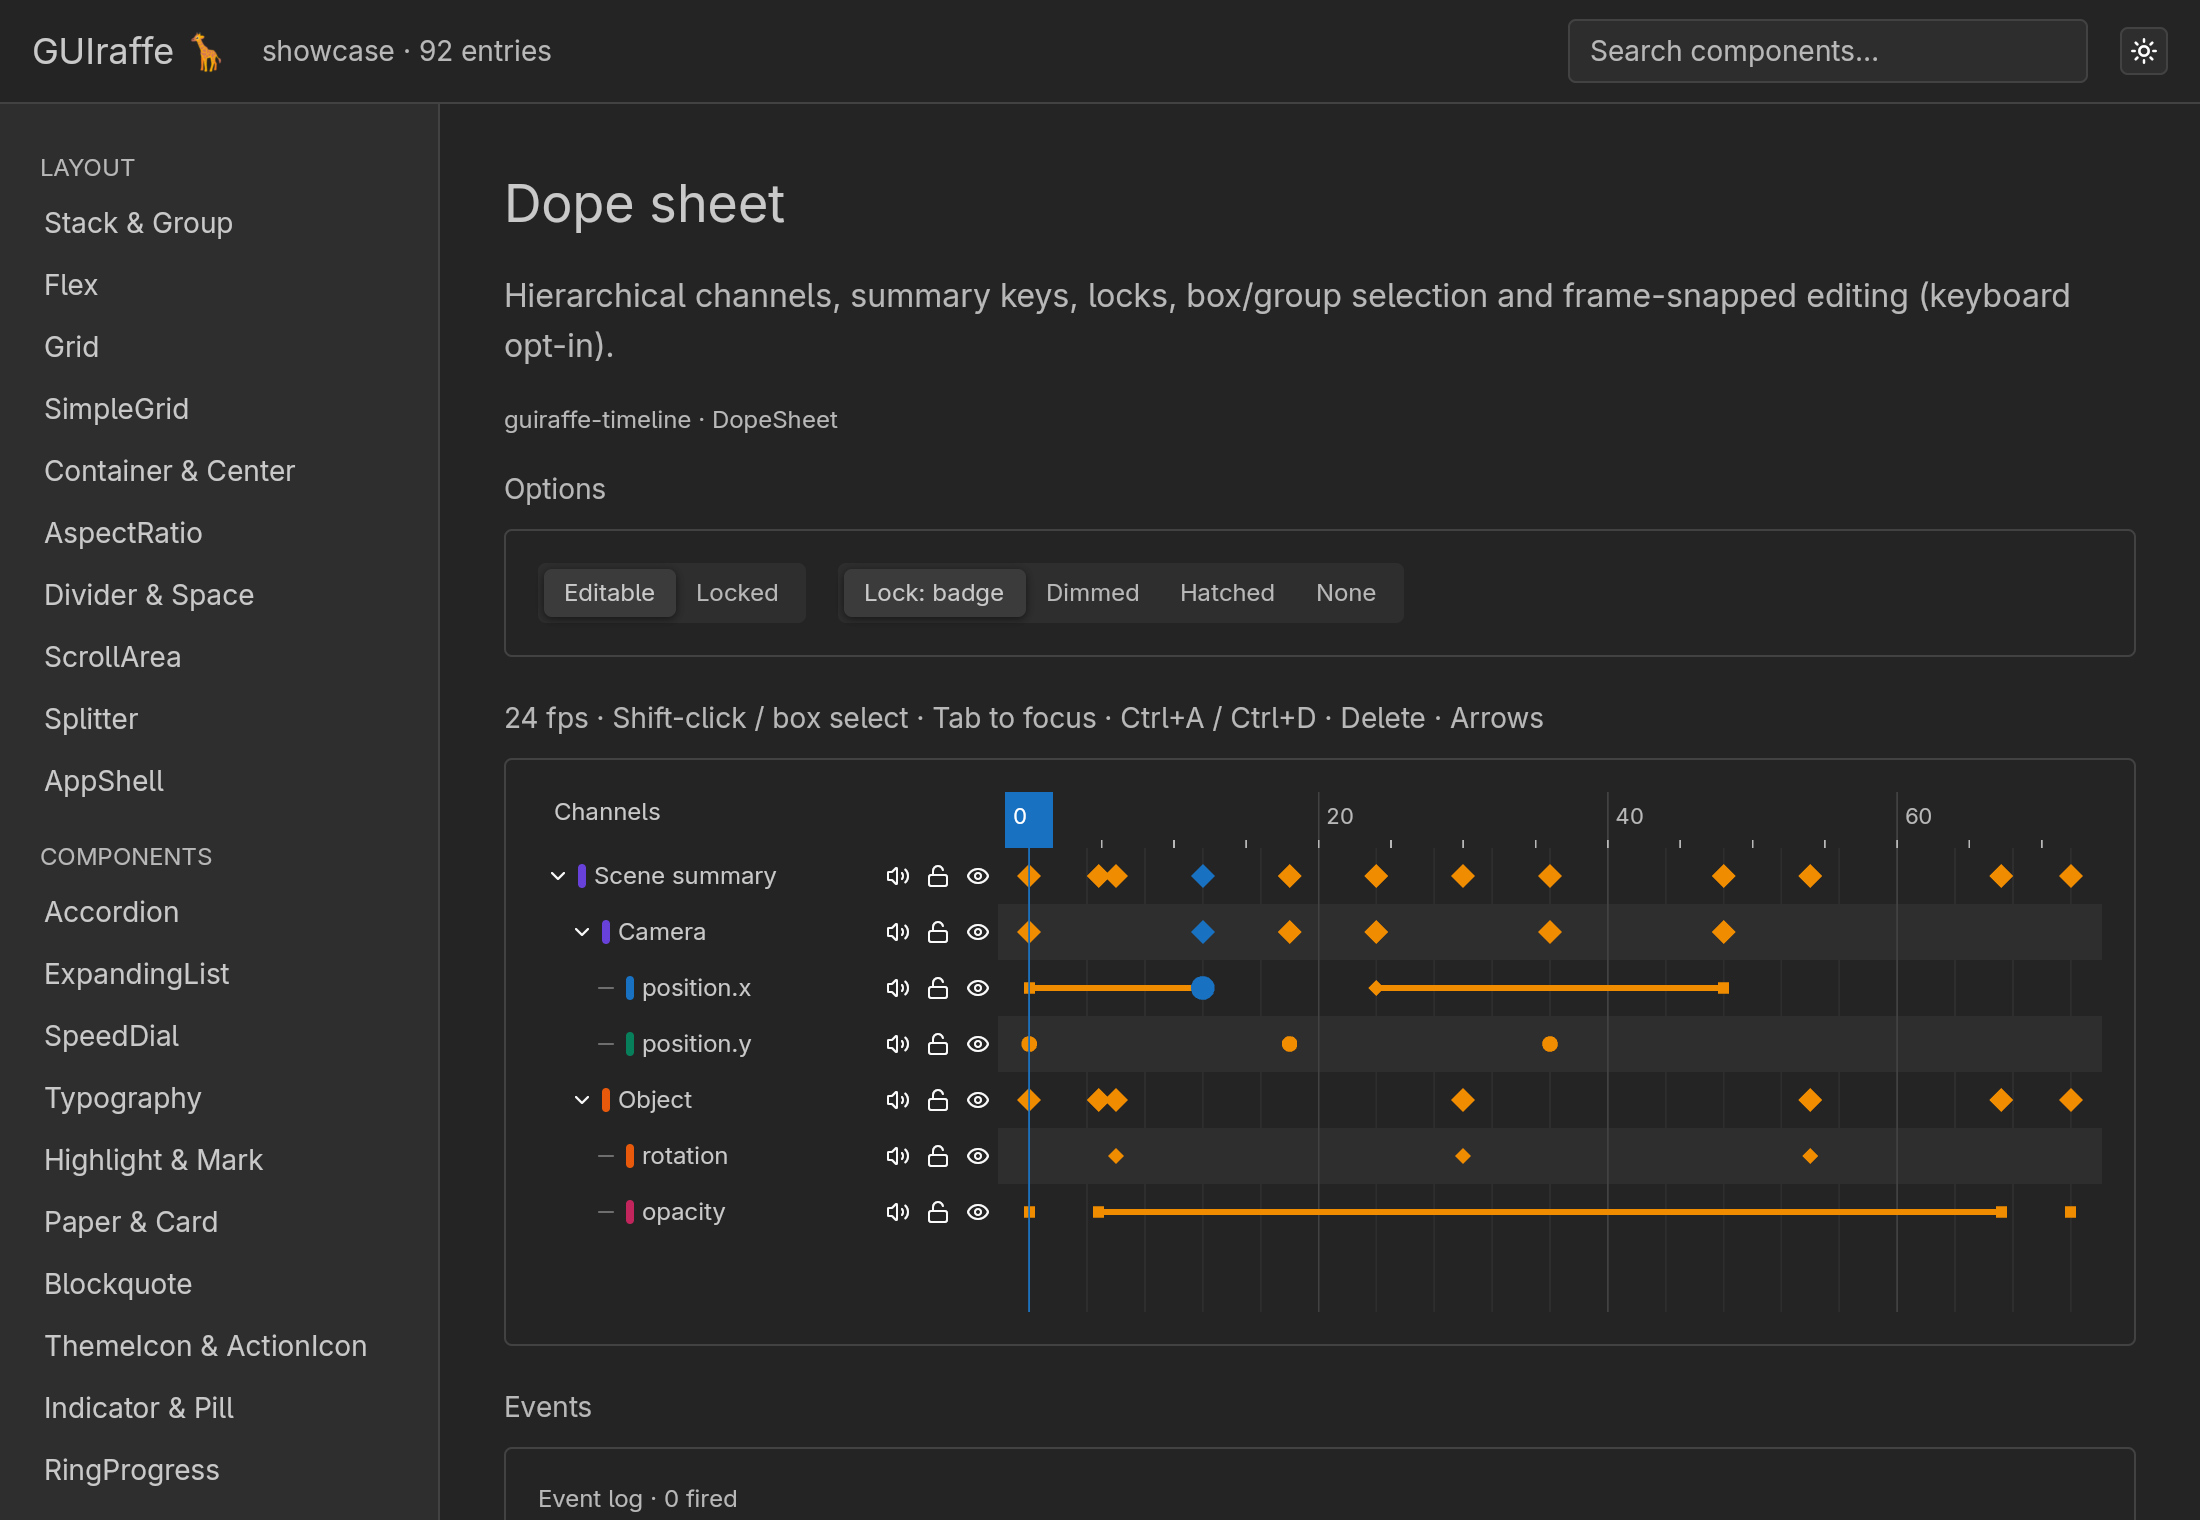 GUIraffe 🦒 showcase · 92 entries
Search components...
LAYOUT
Stack & Group
Flex
Grid
SimpleGrid
Container & Center
AspectRatio
Divider & Space
ScrollArea
Splitter
AppShell
COMPONENTS
Accordion
ExpandingList
SpeedDial
Typography
Highlight & Mark
Paper & Card
Blockquote
ThemeIcon & ActionIcon
Indicator & Pill
RingProgress
Dope sheet
Hierarchical channels, summary keys, locks, box/group selection and frame-snapped editing (keyboard
opt-in).
guiraffe-timeline · DopeSheet
Options
Editable Locked Lock: badge Dimmed Hatched None
24 fps · Shift-click / box select · Tab to focus · Ctrl+A / Ctrl+D · Delete · Arrows
Channels 0 20 40 60
Scene summary
Camera
position.x
position.y
Object
rotation
opacity
Events
Event log · 0 fired